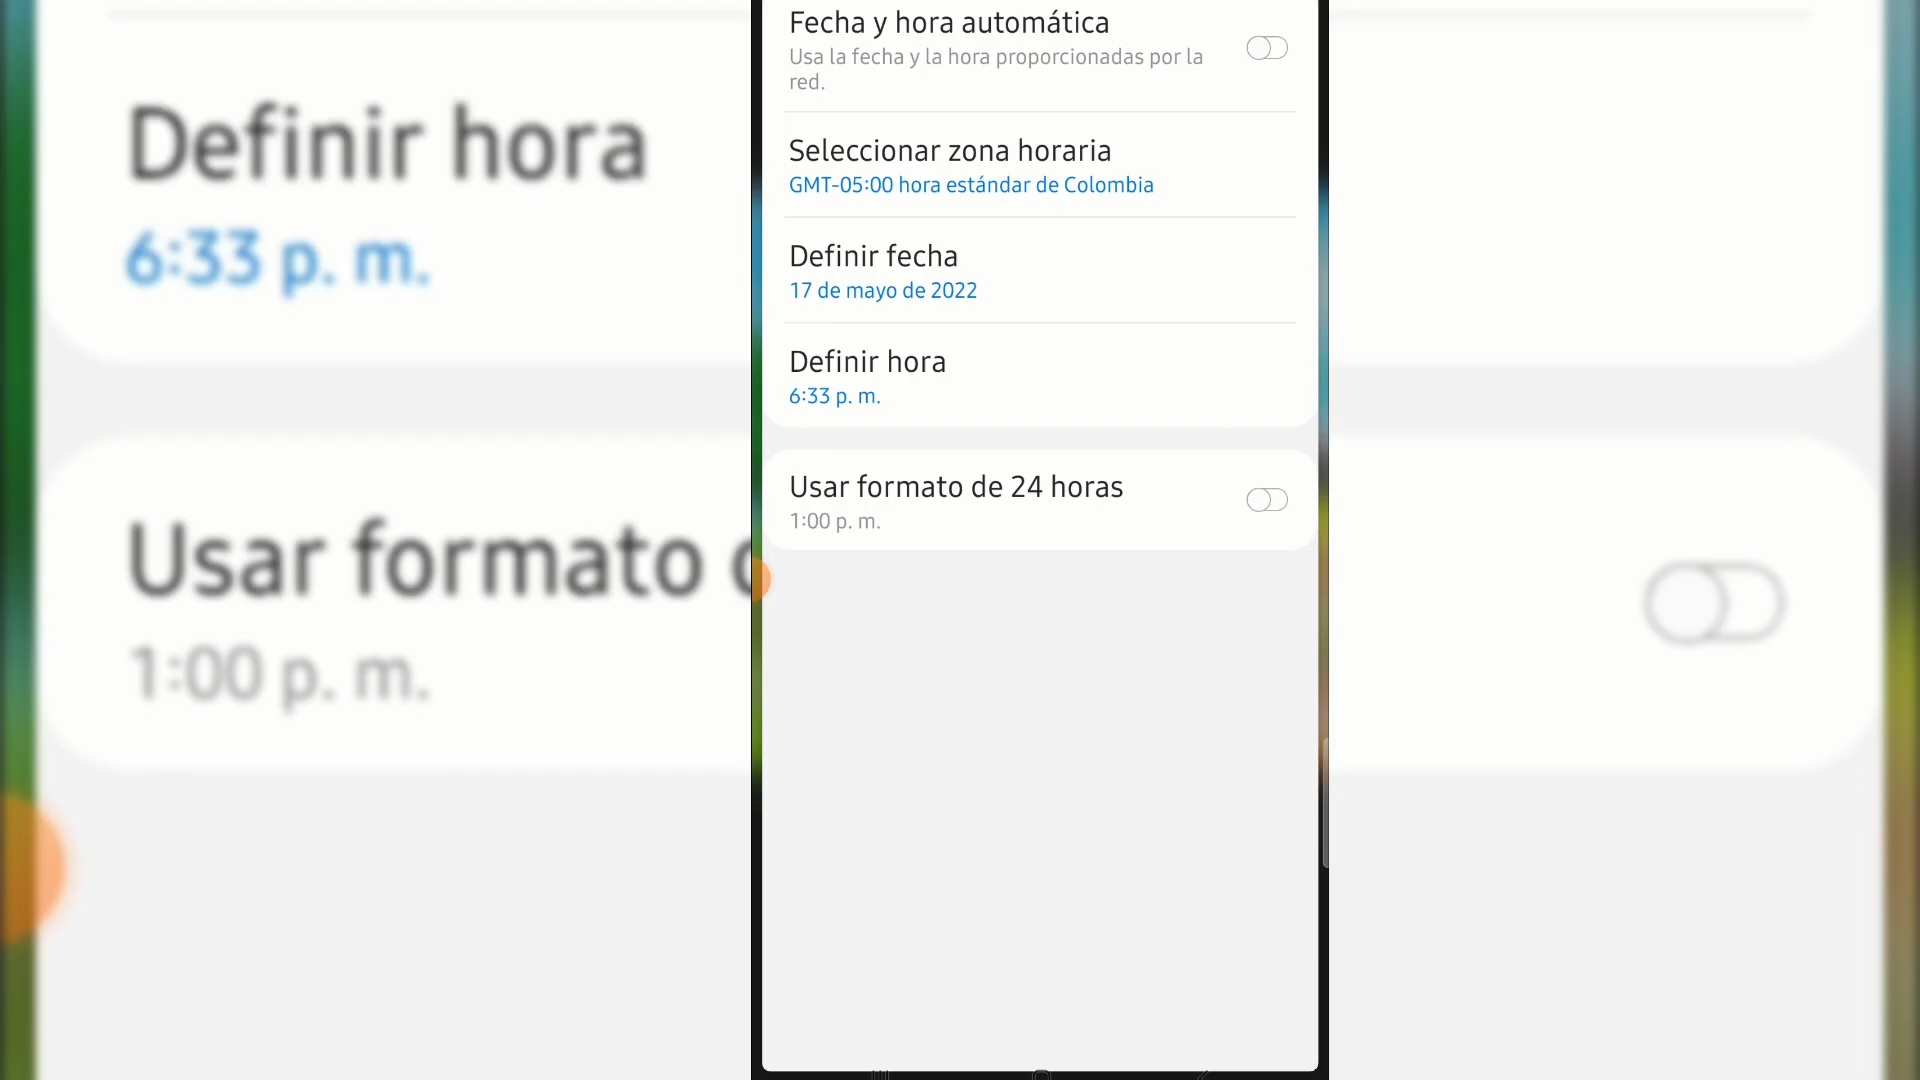 Fecha y hora automática
Usa la fecha y la hora proporcionadas por la
red.
Seleccionar zona horaria
GMT-05:00 hora estándar de Colombia
Definir fecha
17 de mayo de 2022
Definir hora
6:33 p. m.
Usar formato de 24 horas
1:00 p. m.
Definir hora
6:33 p. m.
Usar formato
1:00 p. m.